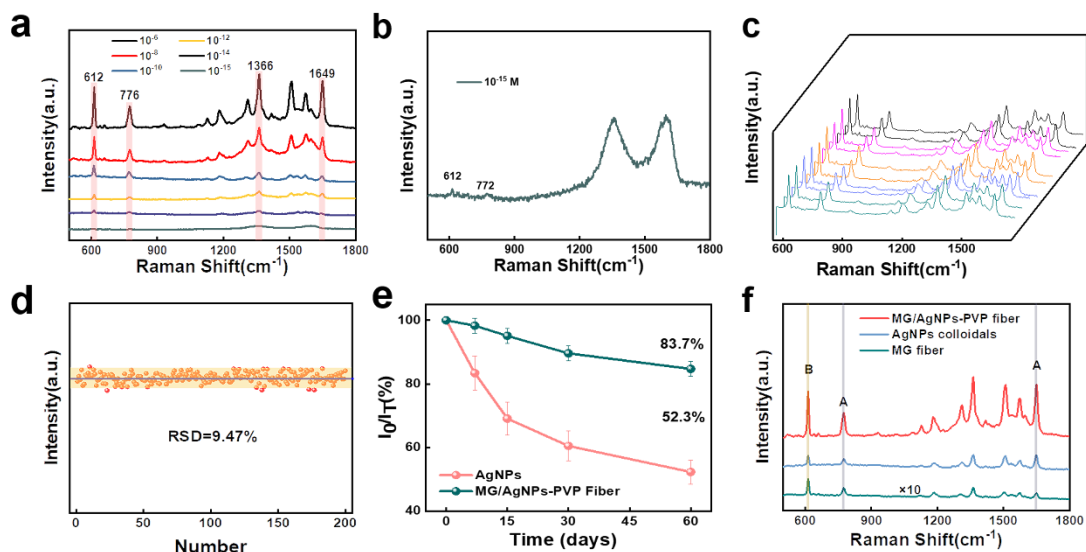 a
10⁻⁶ 10⁻¹²
10⁻⁸ 10⁻¹⁴
10⁻¹⁰ 10⁻¹⁵
612 776 1366 1649
Intensity(a.u.)
600 900 1200 1500 1800
Raman Shift(cm⁻¹)
b
10⁻¹⁵ M
612 772
Intensity(a.u.)
600 900 1200 1500 1800
Raman Shift(cm⁻¹)
c
Intensity(a.u.)
600 900 1200 1500
Raman Shift(cm⁻¹)
d
Intensity(a.u.)
RSD=9.47%
0 50 100 150 200
Number
e
I₀/I_T(%)
100
80
60
40
83.7%
52.3%
AgNPs
MG/AgNPs-PVP Fiber
0 15 30 45 60
Time (days)
f
MG/AgNPs-PVP fiber
AgNPs colloidals
MG fiber
B A A
×10
Intensity(a.u.)
600 900 1200 1500 1800
Raman Shift(cm⁻¹)